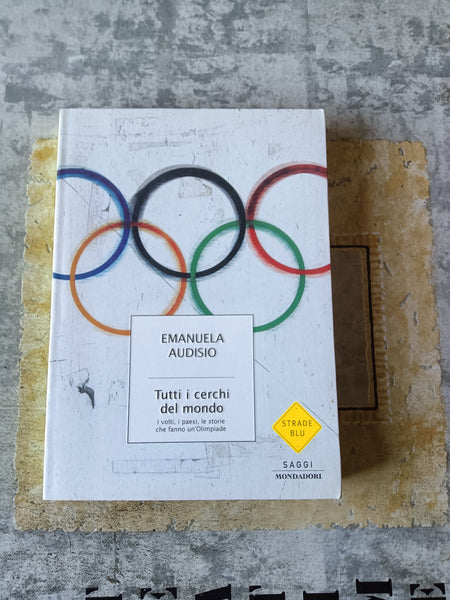 EMANUELA
AUDISIO
Tutti i cerchi
del mondo
I volti, i paesi, le storie
che fanno un'Olimpiade
STRADE
BLU
SAGGI
MONDADORI